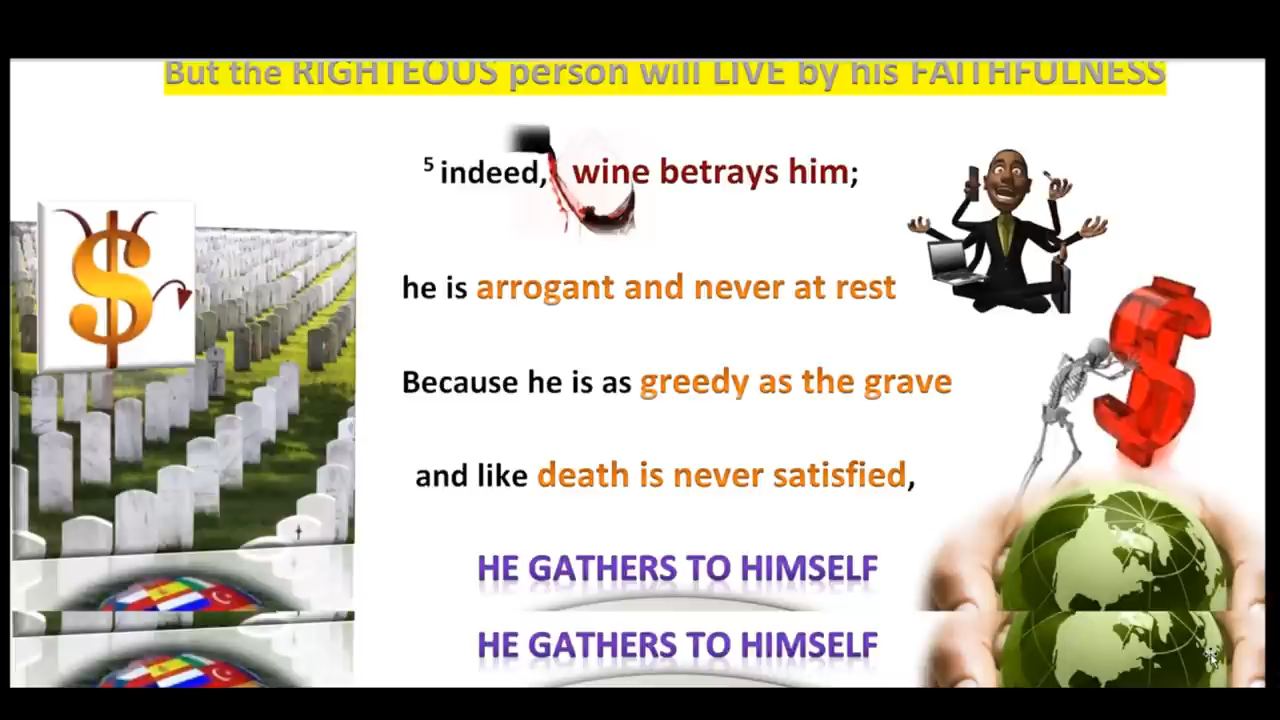 But the RIGHTEOUS person will LIVE by his FAITHFULNESS
5 indeed, wine betrays him;
he is arrogant and never at rest
Because he is as greedy as the grave
and like death is never satisfied,
HE GATHERS TO HIMSELF
HE GATHERS TO HIMSELF